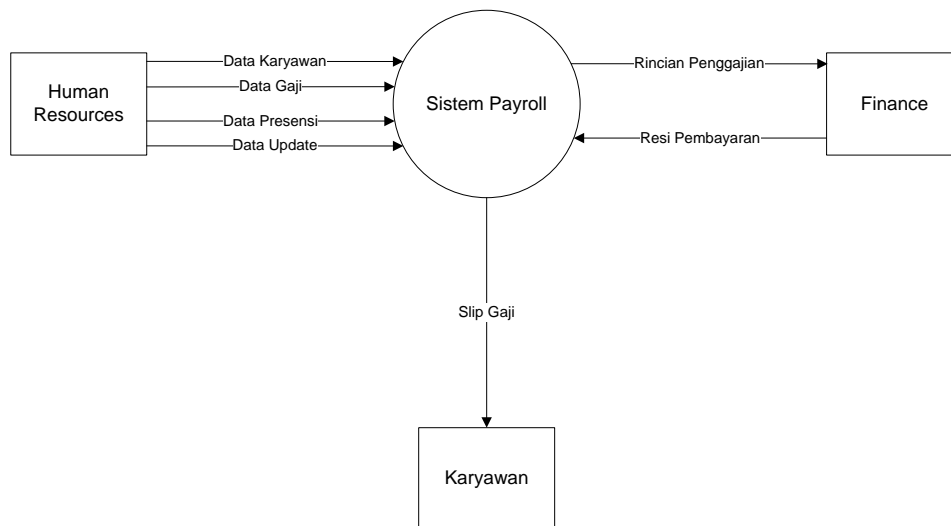 Human
Resources
Data Karyawan
Data Gaji
Data Presensi
Data Update
Sistem Payroll
Rincian Penggajian
Resi Pembayaran
Finance
Slip Gaji
Karyawan